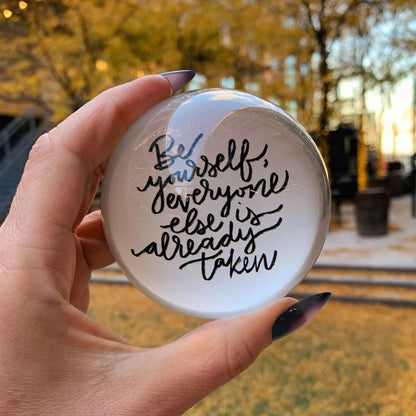 Be
yourself,
everyone
else is
already
taken